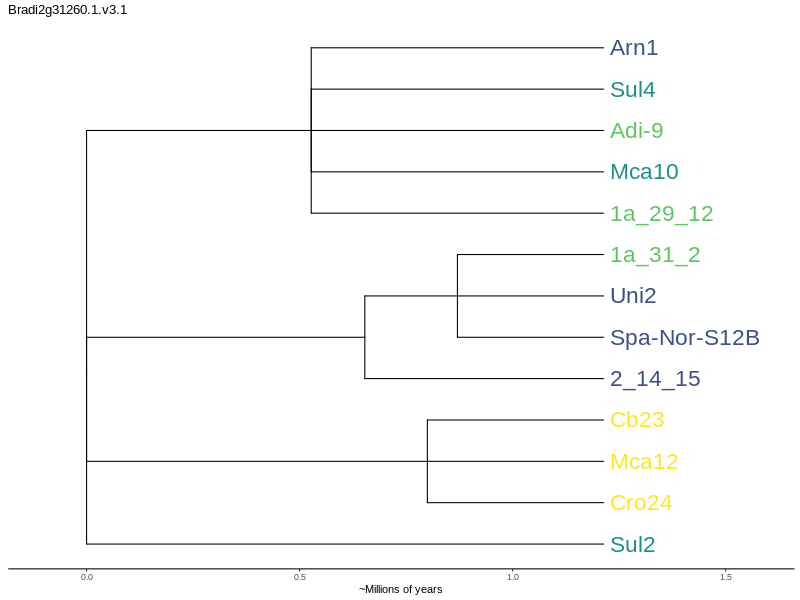 Bradi2g31260.1.v3.1
Arn1
Sul4
Adi-9
Mca10
1a_29_12
1a_31_2
Uni2
Spa-Nor-S12B
2_14_15
Cb23
Mca12
Cro24
Sul2
0.0 0.5 1.0 1.5
~Millions of years